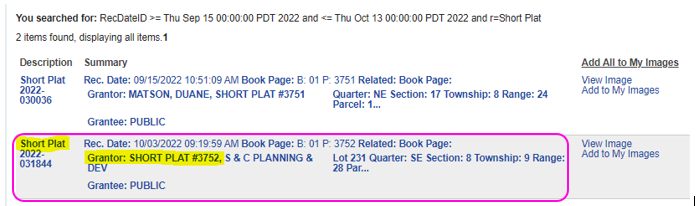 You searched for: RecDateID >= Thu Sep 15 00:00:00 PDT 2022 and <= Thu Oct 13 00:00:00 PDT 2022 and r=Short Plat
2 items found, displaying all items.1
Description Summary Add All to My Images
Short Plat 2022-030036
Rec. Date: 09/15/2022 10:51:09 AM Book Page: B: 01 P: 3751 Related: Book Page:
Grantor: MATSON, DUANE, SHORT PLAT #3751
Quarter: NE Section: 17 Township: 8 Range: 24
Parcel: 1...
Grantee: PUBLIC
View Image
Add to My Images
Short Plat
2022-
031844
Rec. Date: 10/03/2022 09:19:59 AM Book Page: B: 01 P: 3752 Related: Book Page:
Grantor: SHORT PLAT #3752, S & C PLANNING &
DEV
Lot 231 Quarter: SE Section: 8 Township: 9 Range:
28 Par...
Grantee: PUBLIC
View Image
Add to My Images